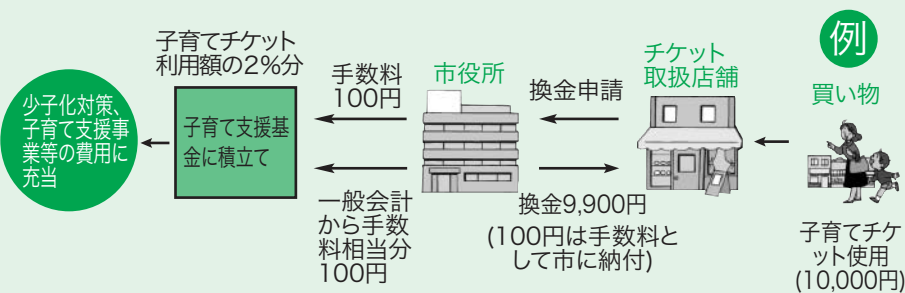 例
買い物
子育てチケ
ット使用
(10,000円)
チケット
取扱店舗
換金申請
換金9,900円
(100円は手数料と
して市に納付)
市役所
手数料
100円
一般会計
から手数
料相当分
100円
子育てチケット
利用額の2%分
子育て支援基
金に積立て
少子化対策、
子育て支援事
業等の費用に
充当